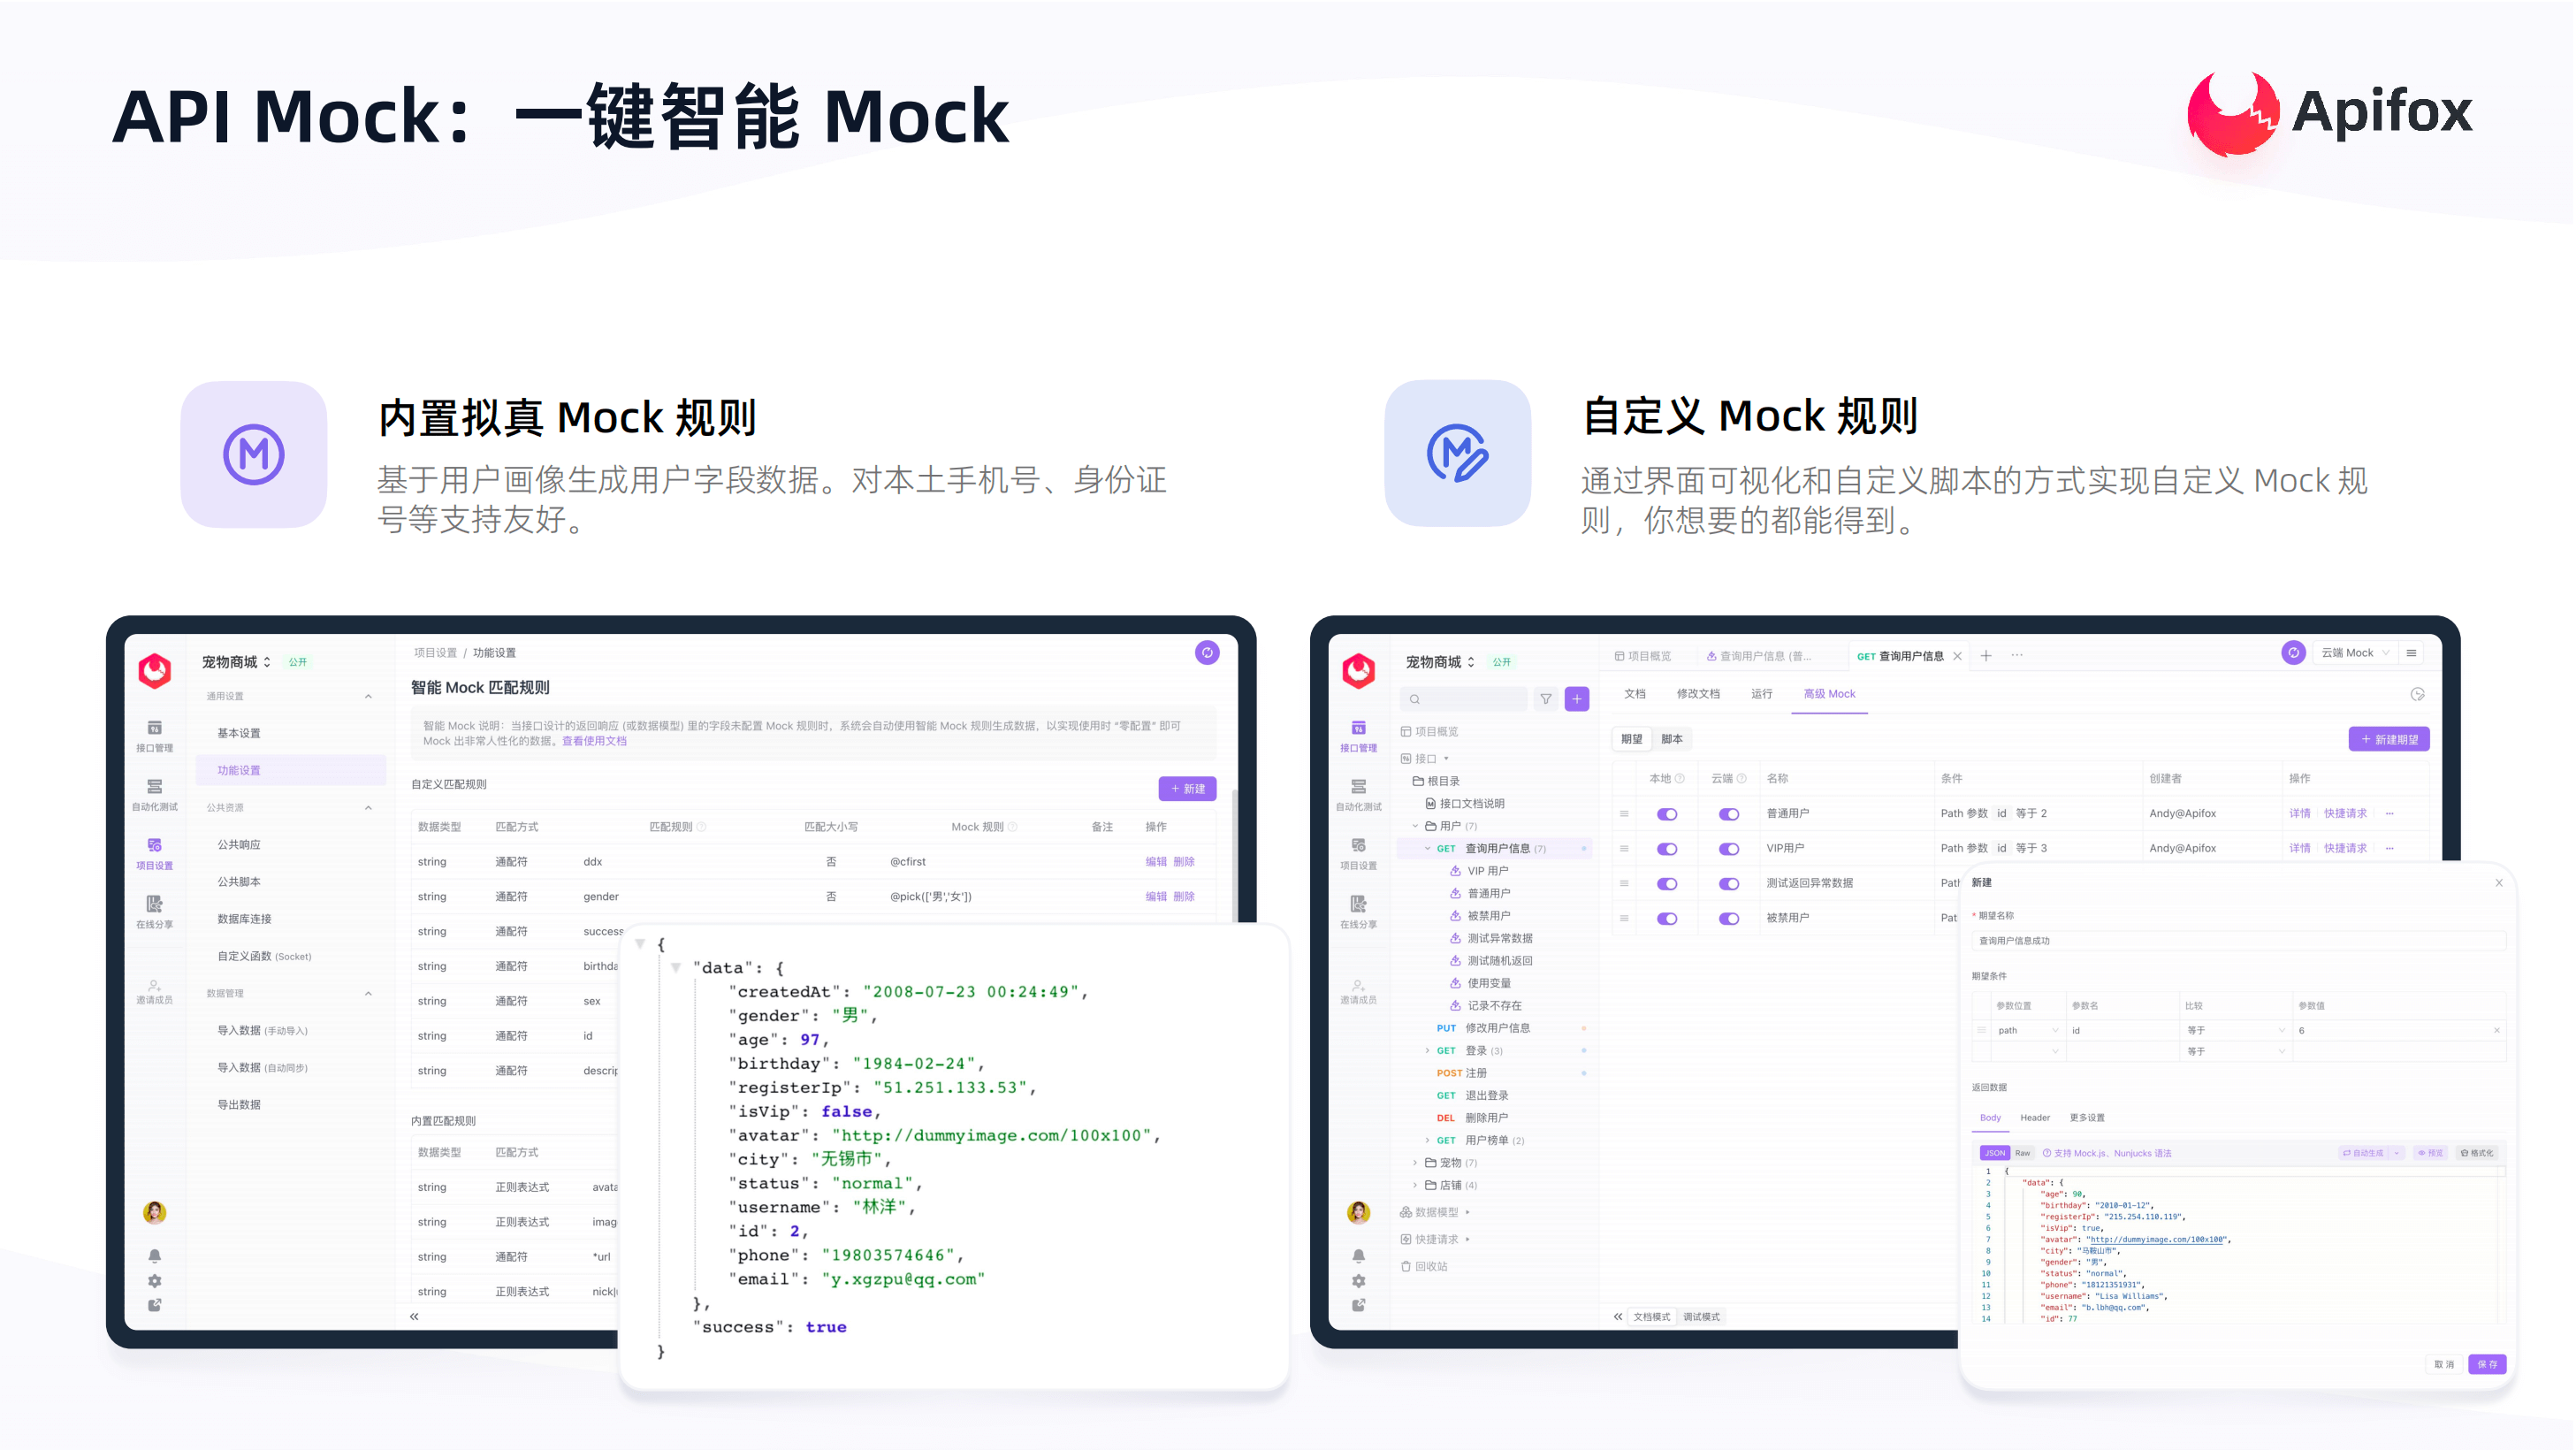 API Mock：一键智能 Mock
Apifox
内置拟真 Mock 规则
基于用户画像生成用户字段数据。对本土手机号、身份证
号等支持友好。
自定义 Mock 规则
通过界面可视化和自定义脚本的方式实现自定义 Mock 规
则，你想要的都能得到。
宠物商城 公开
项目设置 / 功能设置
通用设置
基本设置
功能设置
公共资源
公共响应
公共脚本
数据库连接
自定义函数 (Socket)
数据管理
导入数据 (手动导入)
导入数据 (自动同步)
导出数据
接口管理
自动化测试
项目设置
在线分享
邀请成员
智能 Mock 匹配规则
智能 Mock 说明：当接口设计的返回响应 (或数据模型) 里的字段未配置 Mock 规则时，系统会自动使用智能 Mock 规则生成数据，以实现使用时 “零配置” 即可
Mock 出非常人性化的数据。查看使用文档
自定义匹配规则 + 新建
数据类型 匹配方式 匹配规则 匹配大小写 Mock 规则 备注 操作
string 通配符 ddx 否 @cfirst 编辑 删除
string 通配符 gender 否 @pick(['男','女']) 编辑 删除
string 通配符 success
string 通配符 birthda
string 通配符 sex
string 通配符 id
string 通配符 descrip
内置匹配规则
数据类型 匹配方式
string 正则表达式 avata
string 正则表达式 imag
string 通配符 *url
string 正则表达式 nick|
{
"data": {
"createdAt": "2008-07-23 00:24:49",
"gender": "男",
"age": 97,
"birthday": "1984-02-24",
"registerIp": "51.251.133.53",
"isVip": false,
"avatar": "http://dummyimage.com/100x100",
"city": "无锡市",
"status": "normal",
"username": "林洋",
"id": 2,
"phone": "19803574646",
"email": "y.xgzpu@qq.com"
},
"success": true
}
宠物商城 公开
项目概览 查询用户信息 (普... GET 查询用户信息
云端 Mock
接口管理
自动化测试
项目设置
在线分享
邀请成员
项目概览
接口
根目录
接口文档说明
用户 (7)
GET 查询用户信息 (7)
VIP 用户
普通用户
被禁用户
测试异常数据
测试随机返回
使用变量
记录不存在
PUT 修改用户信息
GET 登录 (3)
POST 注册
GET 退出登录
DEL 删除用户
GET 用户榜单 (2)
宠物 (7)
店铺 (4)
数据模型
快捷请求
回收站
文档 修改文档 运行 高级 Mock
期望 脚本 + 新建期望
本地 云端 名称 条件 创建者 操作
普通用户 Path 参数 id 等于 2 Andy@Apifox 详情 快捷请求 ...
VIP用户 Path 参数 id 等于 3 Andy@Apifox 详情 快捷请求 ...
测试返回异常数据 Path
被禁用户 Pat
文档模式 调试模式
新建
* 期望名称
查询用户信息成功
期望条件
参数位置 参数名 比较 参数值
path id 等于 6
等于
返回数据
Body Header 更多设置
JSON Raw 支持 Mock.js、Nunjucks 语法 自动生成 预览 格式化
1 {
2 "data": {
3 "age": 90,
4 "birthday": "2010-01-12",
5 "registerIp": "215.254.110.119",
6 "isVip": true,
7 "avatar": "http://dummyimage.com/100x100",
8 "city": "马鞍山市",
9 "gender": "男",
10 "status": "normal",
11 "phone": "18121351931",
12 "username": "Lisa Williams",
13 "email": "b.lbh@qq.com",
14 "id": 77
取 消 保 存